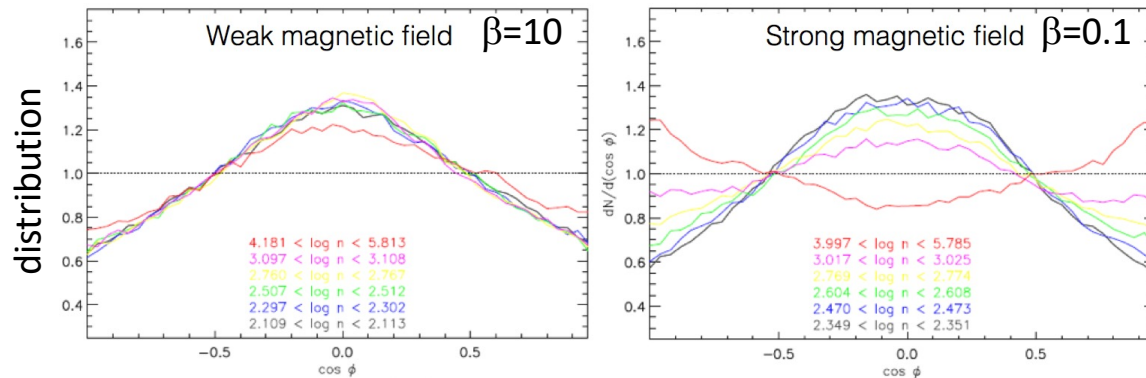 Weak magnetic field β=10
distribution
1.6
1.4
1.2
1.0
0.8
0.6
0.4
4.181 < log n < 5.813
3.097 < log n < 3.108
2.760 < log n < 2.767
2.507 < log n < 2.512
2.297 < log n < 2.302
2.109 < log n < 2.113
−0.5 0.0 0.5
cos ϕ
Strong magnetic field β=0.1
dN/d(cos ϕ)
1.6
1.4
1.2
1.0
0.8
0.6
0.4
3.997 < log n < 5.785
3.017 < log n < 3.025
2.769 < log n < 2.774
2.604 < log n < 2.608
2.470 < log n < 2.473
2.349 < log n < 2.351
−0.5 0.0 0.5
cos ϕ